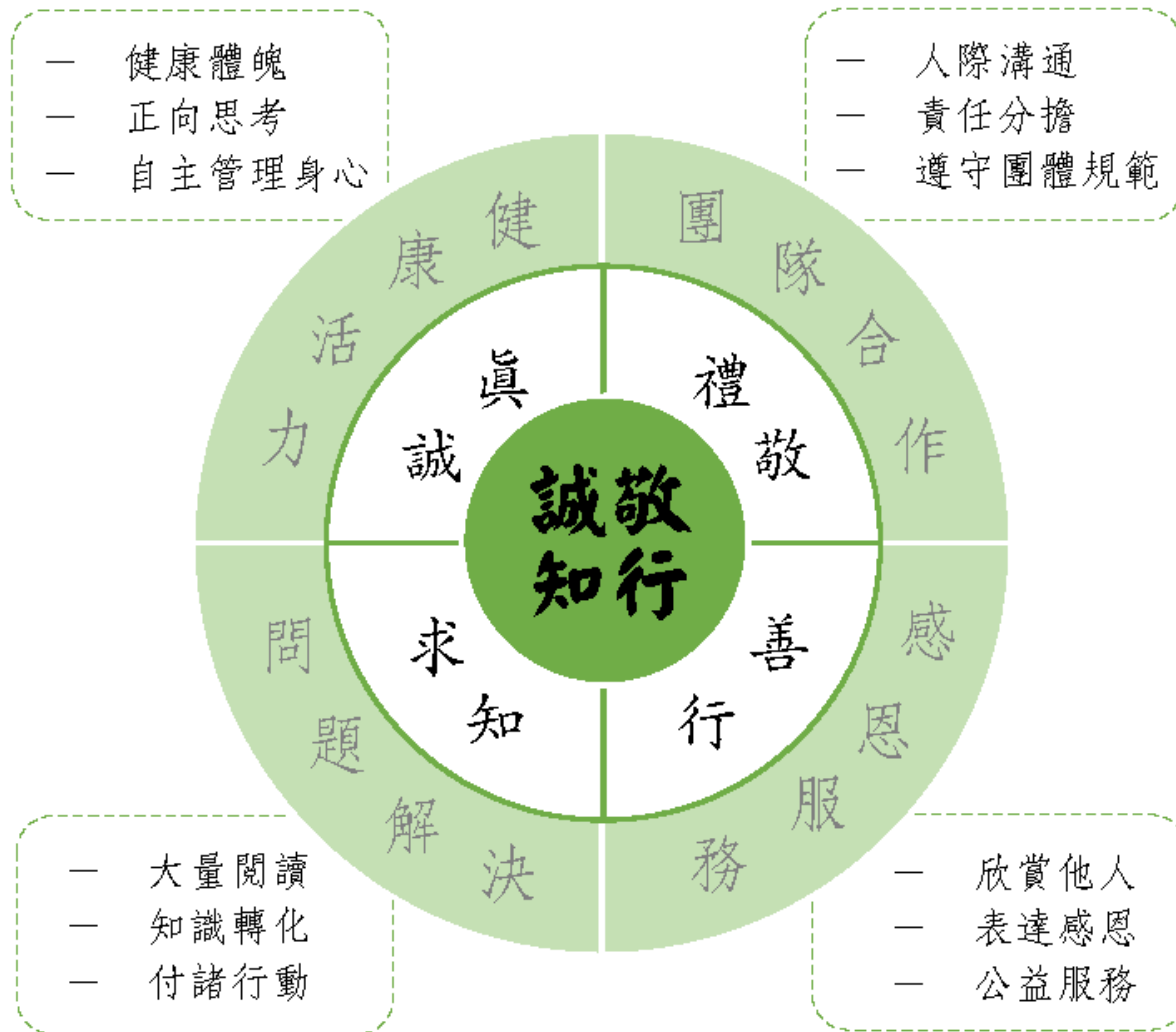 健康體魄
正向思考
自主管理身心
人際溝通
責任分擔
遵守團體規範
健康活力
團隊合作
真誠
禮敬
誠敬
知行
求知
善行
問題解決
感恩服務
大量閱讀
知識轉化
付諸行動
欣賞他人
表達感恩
公益服務